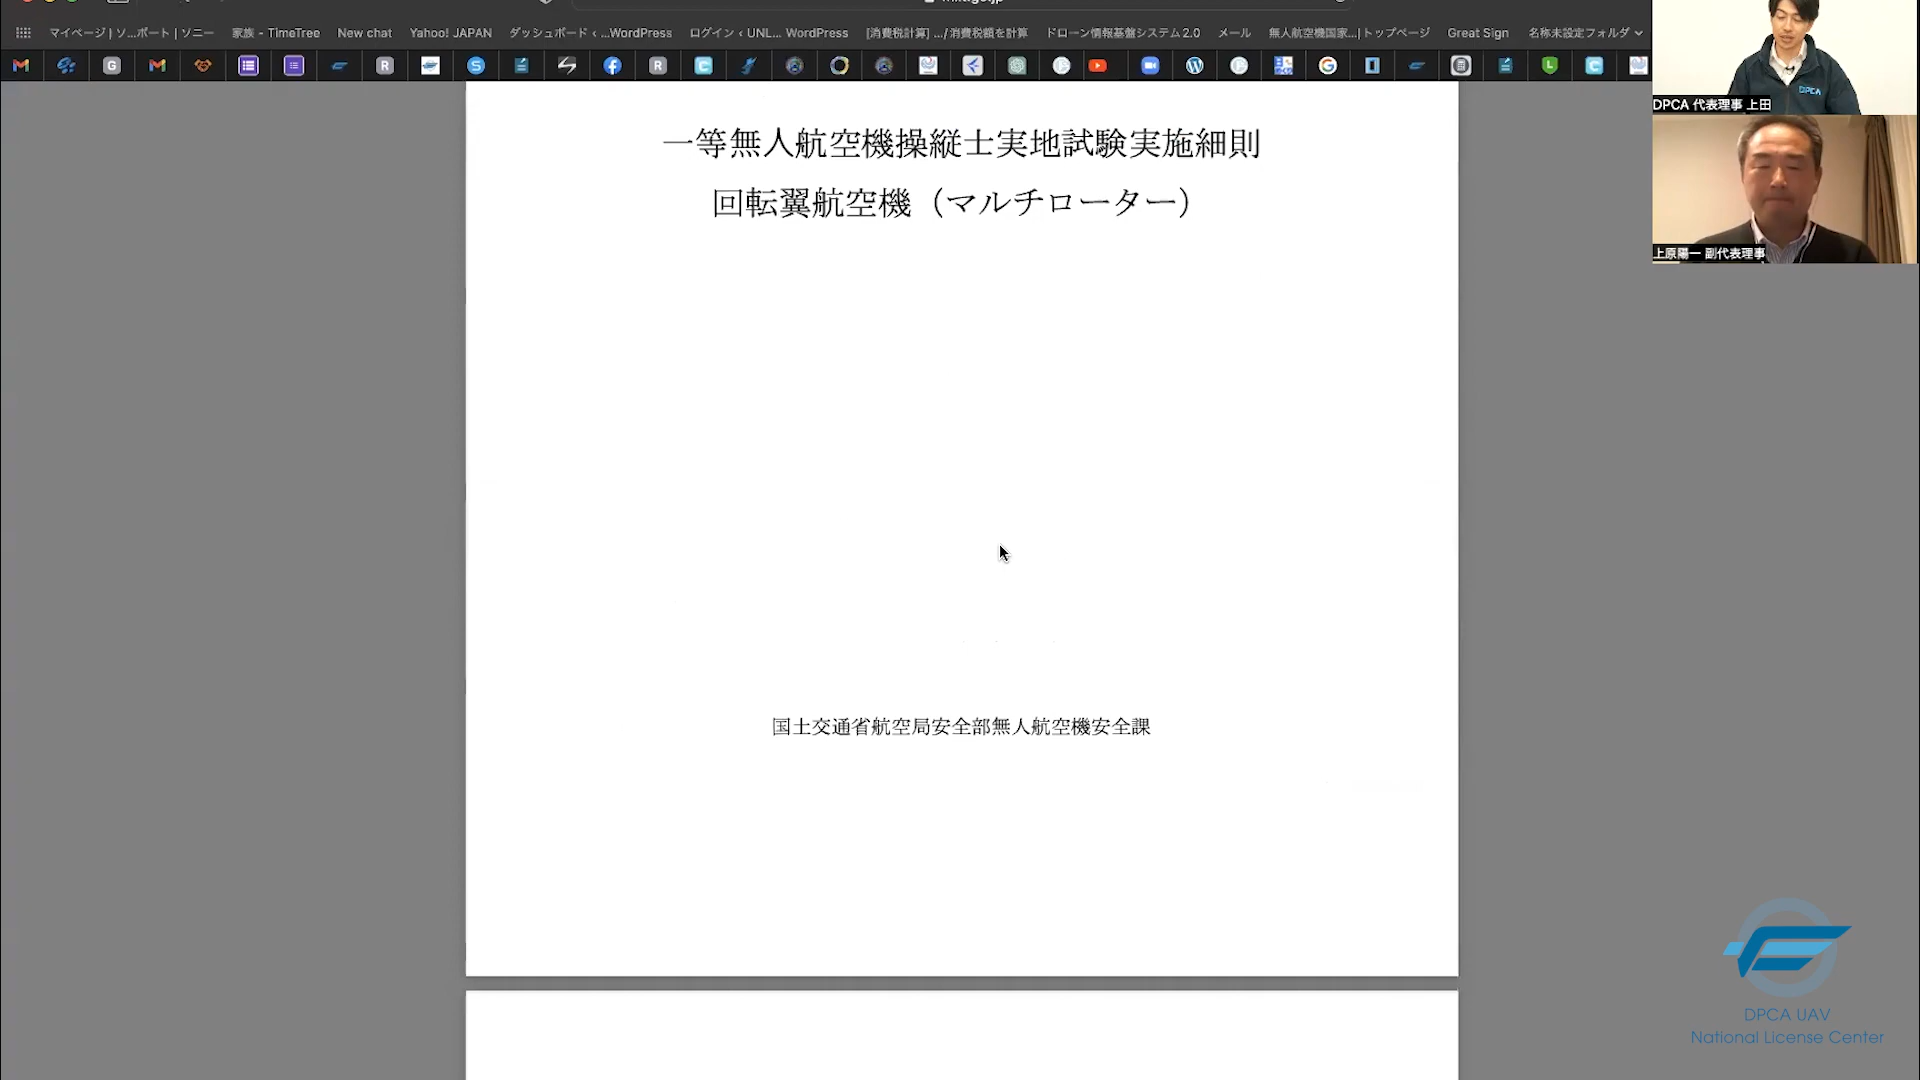 マイページ | ソ...ポート | ソニー 家族 - TimeTree New chat Yahoo! JAPAN ダッシュボード ‹ ...WordPress ログイン ‹ UNL... WordPress [消費税計算] .../ 消費税額を計算 ドローン情報基盤システム2.0 メール 無人航空機国家...| トップページ Great Sign 名称未設定フォルダ
DPCA
DPCA 代表理事 上田
上原陽一 副代表理事
一等無人航空機操縦士実地試験実施細則
回転翼航空機（マルチローター）
国土交通省航空局安全部無人航空機安全課
DPCA UAV
National License Center